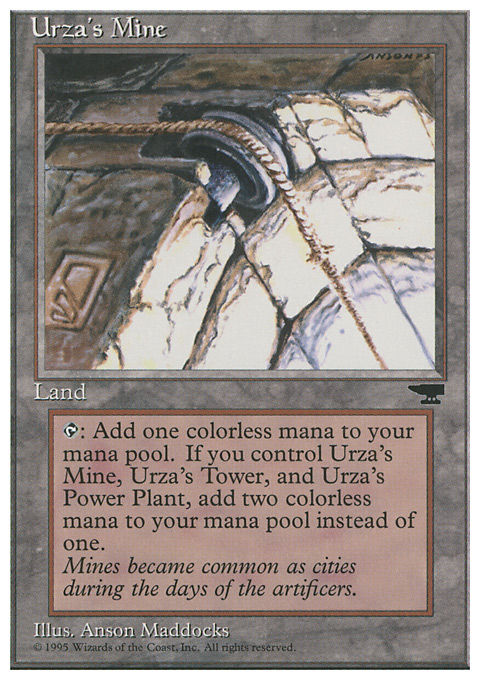 Urza's Mine
ANSON MD
Land
: Add one colorless mana to your
mana pool. If you control Urza's
Mine, Urza's Tower, and Urza's
Power Plant, add two colorless
mana to your mana pool instead of
one.
Mines became common as cities
during the days of the artificers.
Illus. Anson Maddocks
© 1995 Wizards of the Coast, Inc. All rights reserved.